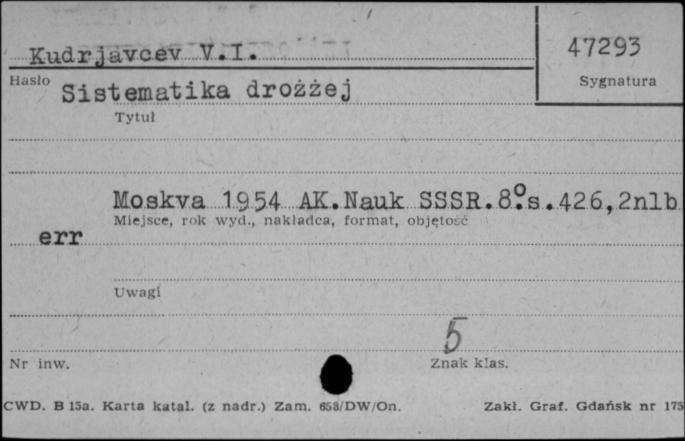 Kudrjavcev V.I.
47293
Hasło
Sygnatura
Sistematika drożżej
Tytuł
Moskva 1954 AK.Nauk SSSR.8º.s.426,2nlb
Miejsce, rok wyd., nakładca, format, objętość
err
Uwagi
5
Nr inw.
Znak klas.
CWD. B 15a. Karta katal. (z nadr.) Zam. 658/DW/On.
Zakł. Graf. Gdańsk nr 175